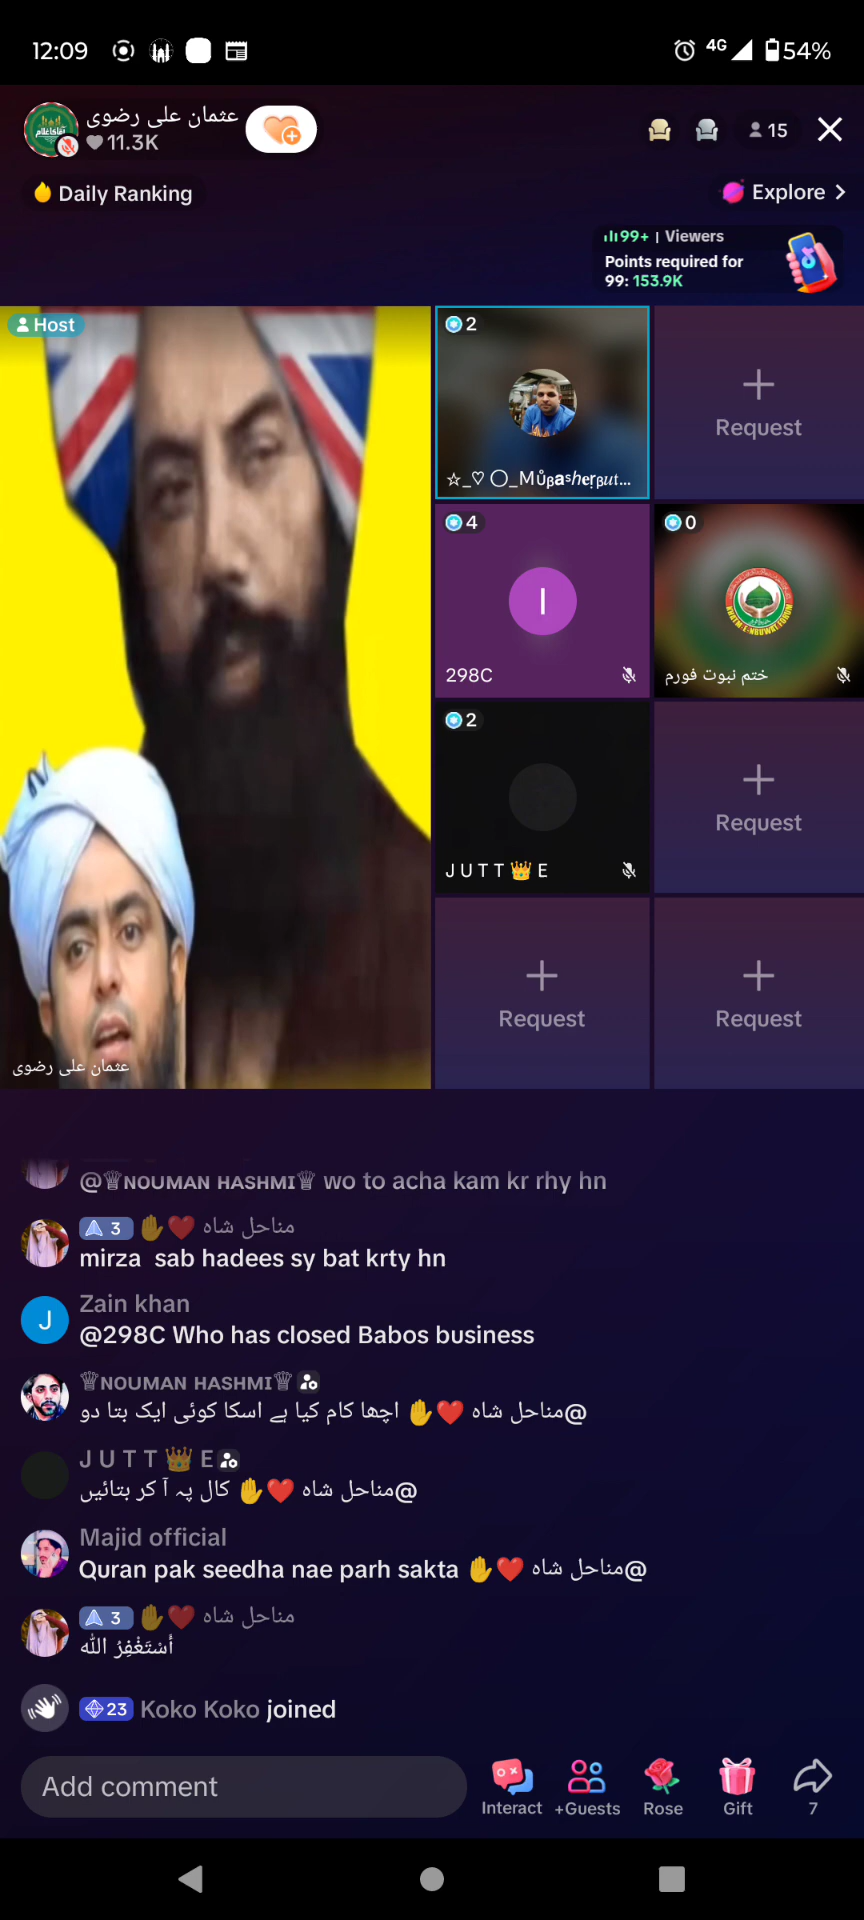 12:09
4G
54%
عثمان علی رضوی
11.3K
15
Daily Ranking
Explore
99+ | Viewers
Points required for
99: 153.9K
Host
2
Request
4
I
298C
0
KHATM-E-NBUWAT FORUM
ختم نبوت فورم
2
JUTT👑E
Request
Request
Request
عثمان علی رضوی
@♕NOUMAN HASHMI♕ wo to acha kam kr rhy hn
3 ✋❤️ مناحل شاہ
mirza sab hadees sy bat krty hn
J
Zain khan
@298C Who has closed Babos business
♕NOUMAN HASHMI♕
@مناحل شاہ ❤️✋ اچھا کام کیا ہے اسکا کوئی ایک بتا دو
JUTT👑E
@مناحل شاہ ❤️✋ کال پہ آ کر بتائیں
Majid official
Quran pak seedha nae parh sakta ✋❤️ مناحل شاہ@
3 ✋❤️ مناحل شاہ
أَسْتَغْفِرُ اللّٰه
23 Koko Koko joined
Add comment
Interact
+Guests
Rose
Gift
7